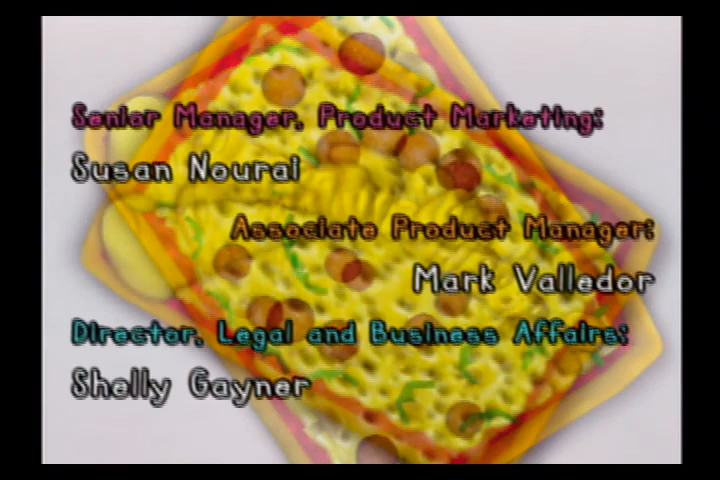 Senior Manager, Product Marketing:
Susan Nourai
Associate Product Manager:
Mark Valledor
Director, Legal and Business Affairs:
Shelly Gayner